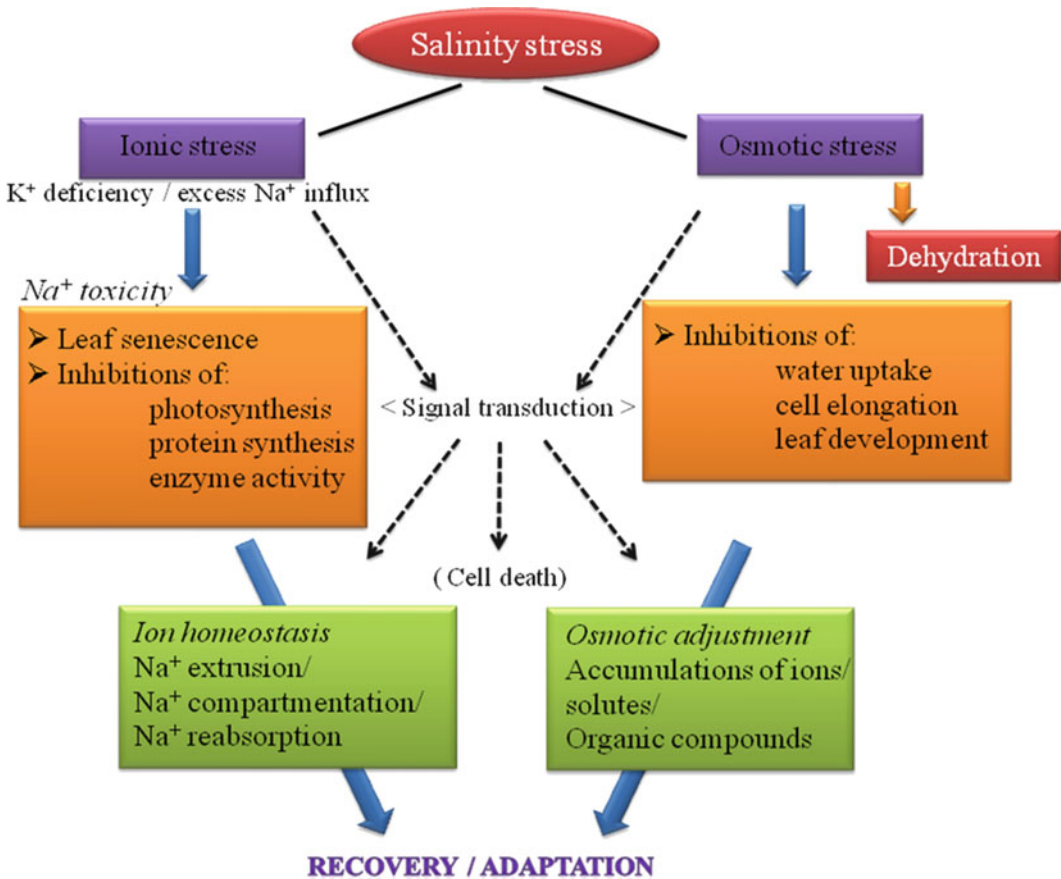 Salinity stress
Ionic stress
K⁺ deficiency / excess Na⁺ influx
Osmotic stress
Dehydration
Na⁺ toxicity
➤ Leaf senescence
➤ Inhibitions of:
photosynthesis
protein synthesis
enzyme activity
< Signal transduction >
➤ Inhibitions of:
water uptake
cell elongation
leaf development
( Cell death)
Ion homeostasis
Na⁺ extrusion/
Na⁺ compartmentation/
Na⁺ reabsorption
Osmotic adjustment
Accumulations of ions/
solutes/
Organic compounds
RECOVERY / ADAPTATION